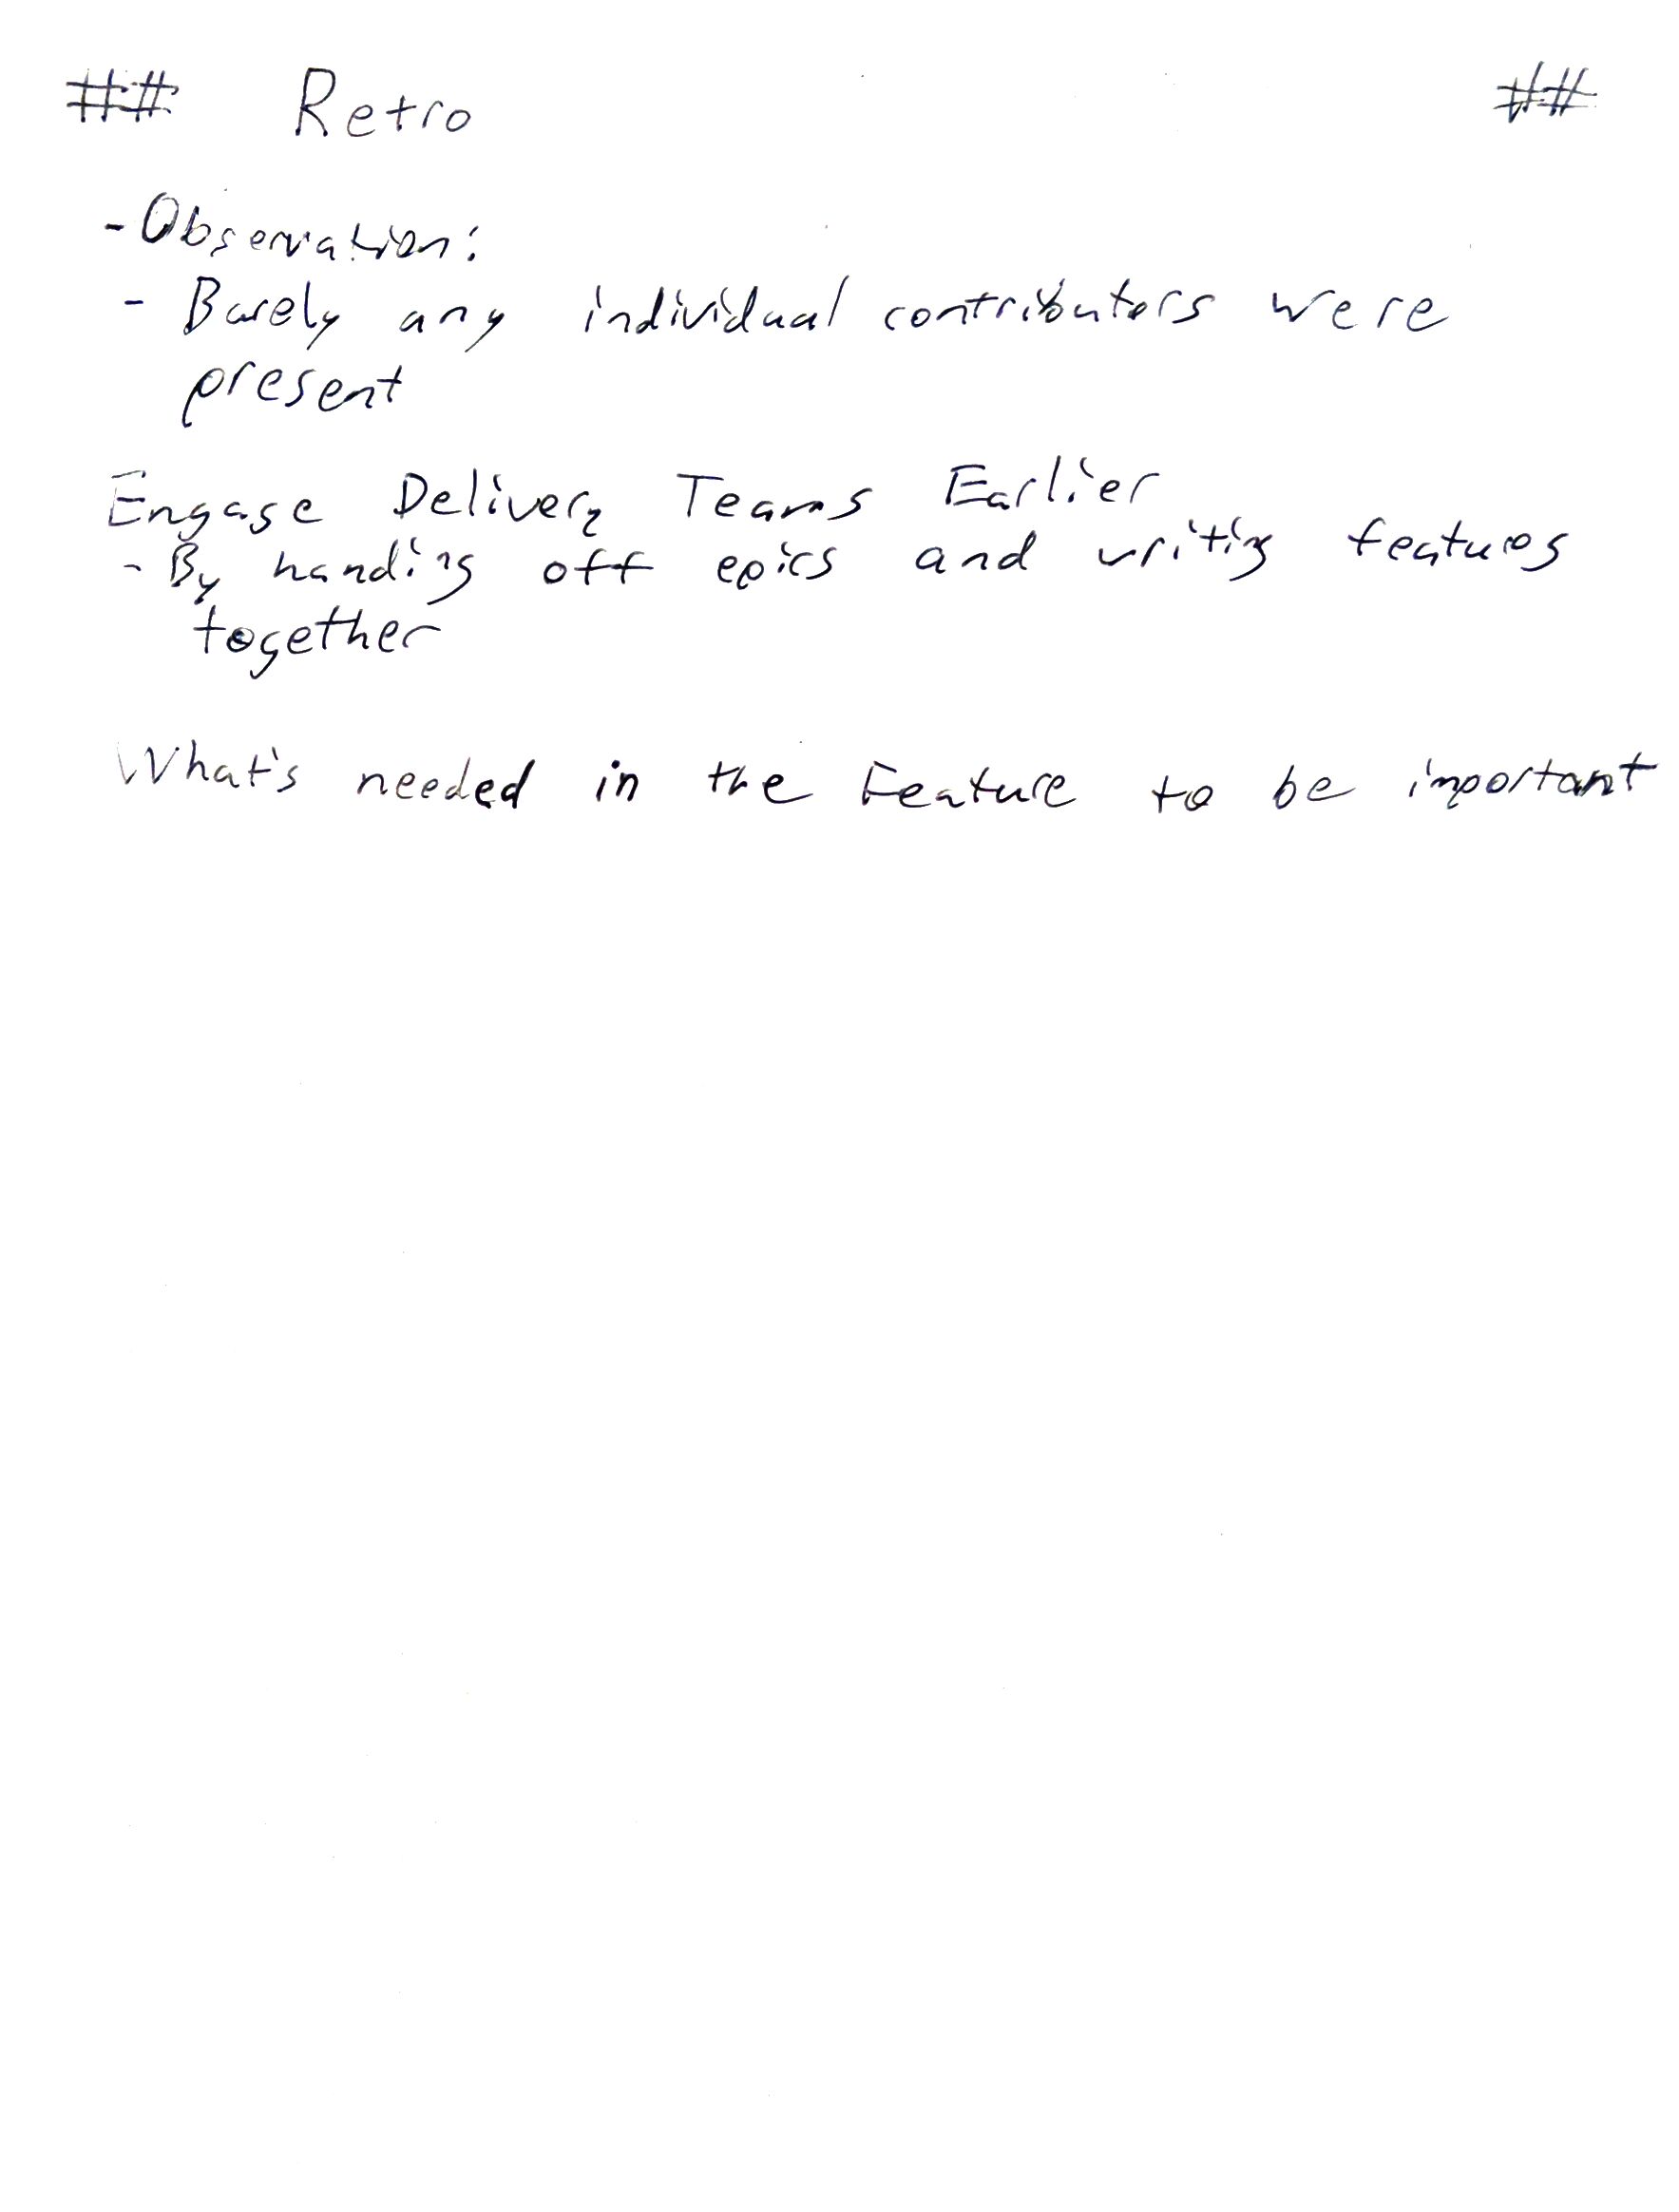 ## Retro ##
- Observation:
- Barely any individual contributors were
present
Engage Delivery Teams Earlier
- By handing off epics and writing features
together
What's needed in the Feature to be important